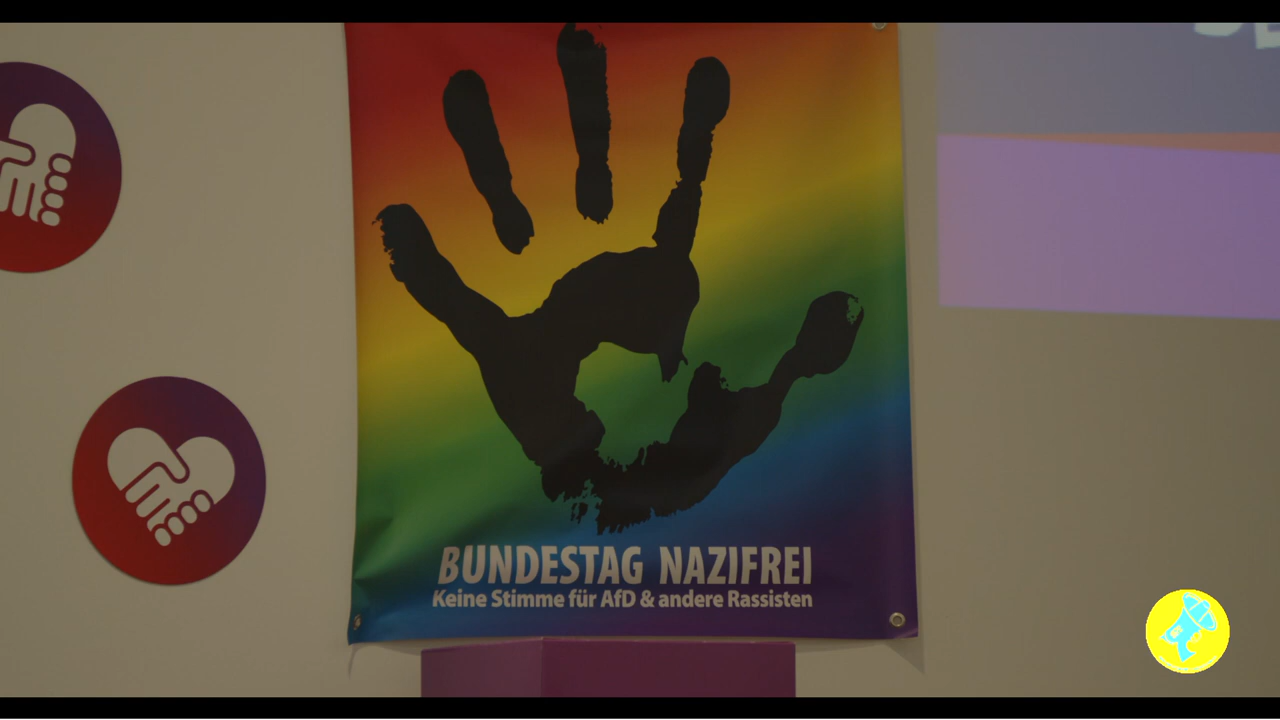 BUNDESTAG NAZIFREI
Keine Stimme für AfD & andere Rassisten